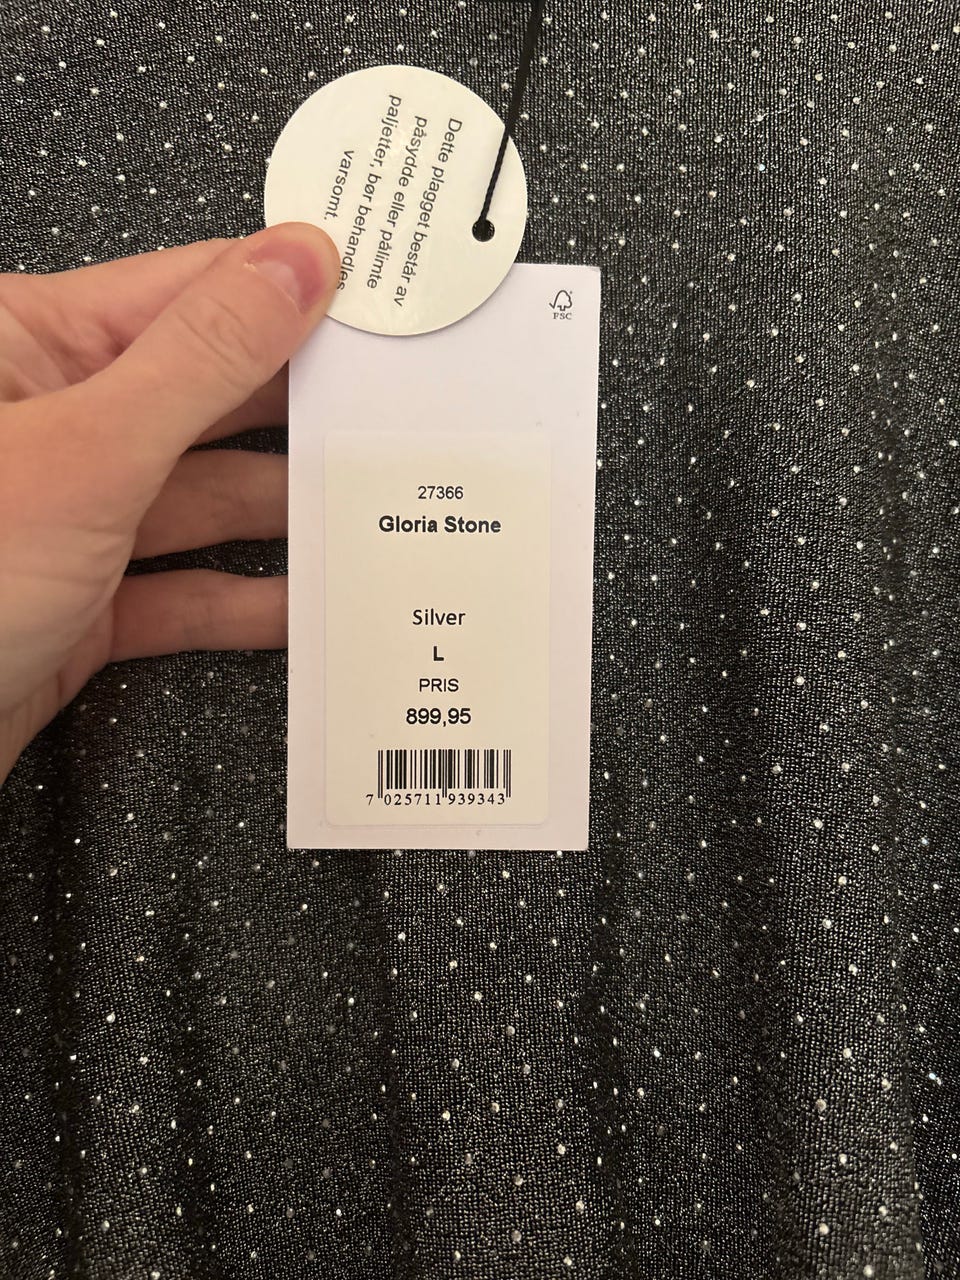 Dette plagget består av
påsydde eller pålimte
paljetter, bør behandles
varsomt.
FSC
27366
Gloria Stone
Silver
L
PRIS
899,95
7 025711 939343